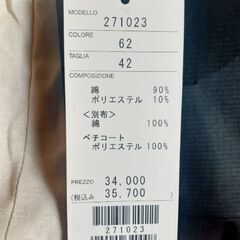 MODELLO
271023
COLORE
62
TAGLIA
42
COMPOSIZIONE
綿 90%
ポリエステル 10%
<別布>
綿 100%
ペチコート
ポリエステル 100%
PREZZO 34,000
(税込み) 35,700
271023